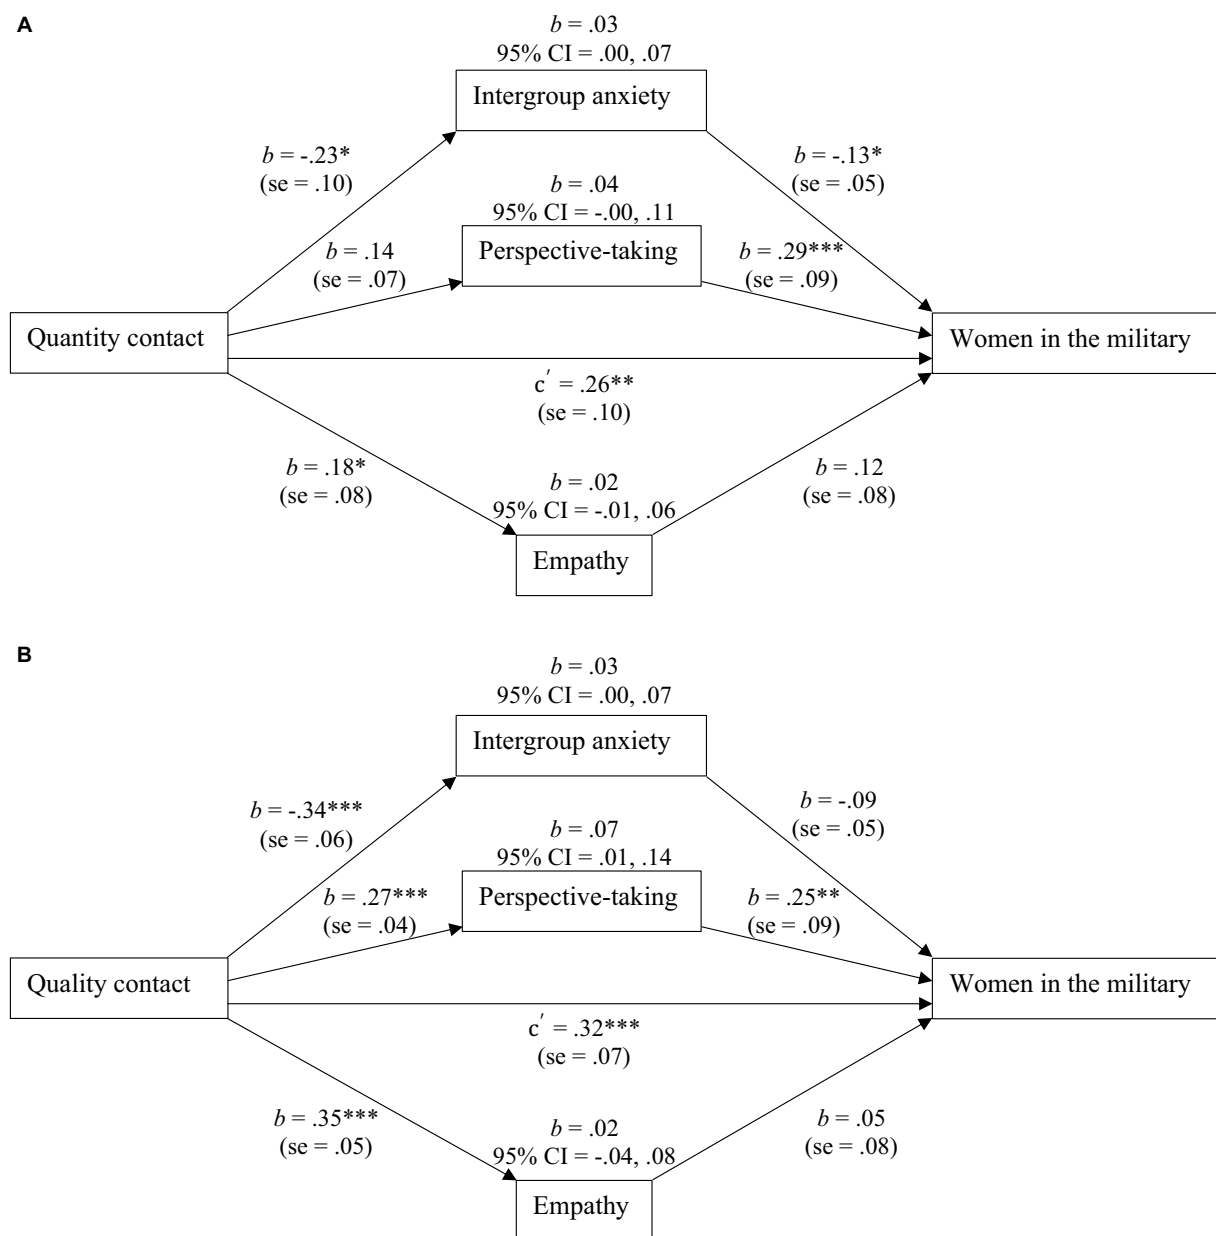 A
b = .03
95% CI = .00, .07
Intergroup anxiety
b = -.23*
(se = .10)
b = -.13*
(se = .05)
b = .04
95% CI = -.00, .11
Perspective-taking
b = .14
(se = .07)
b = .29***
(se = .09)
Quantity contact
Women in the military
c′ = .26**
(se = .10)
b = .18*
(se = .08)
b = .02
95% CI = -.01, .06
Empathy
b = .12
(se = .08)
B
b = .03
95% CI = .00, .07
Intergroup anxiety
b = -.34***
(se = .06)
b = -.09
(se = .05)
b = .07
95% CI = .01, .14
Perspective-taking
b = .27***
(se = .04)
b = .25**
(se = .09)
Quality contact
Women in the military
c′ = .32***
(se = .07)
b = .35***
(se = .05)
b = .02
95% CI = -.04, .08
Empathy
b = .05
(se = .08)